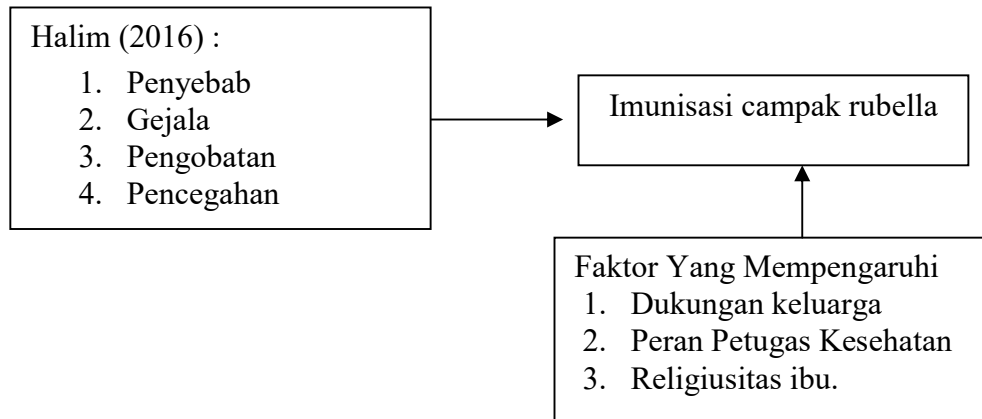 Halim (2016) :
1. Penyebab
2. Gejala
3. Pengobatan
4. Pencegahan
Imunisasi campak rubella
Faktor Yang Mempengaruhi
1. Dukungan keluarga
2. Peran Petugas Kesehatan
3. Religiusitas ibu.